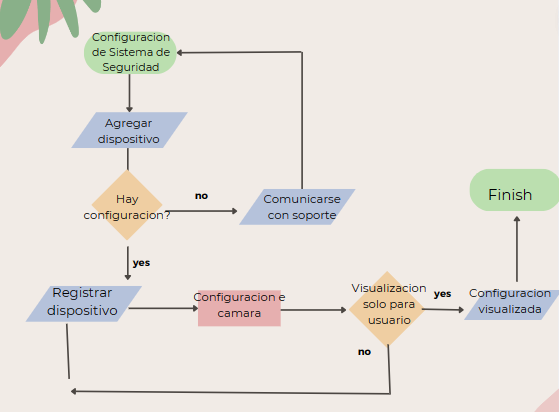 Configuracion
de Sistema de
Seguridad
Agregar
dispositivo
Hay
configuracion?
no
Comunicarse
con soporte
yes
Registrar
dispositivo
Configuracion e
camara
Visualizacion
solo para
usuario
yes
no
Configuracion
visualizada
Finish